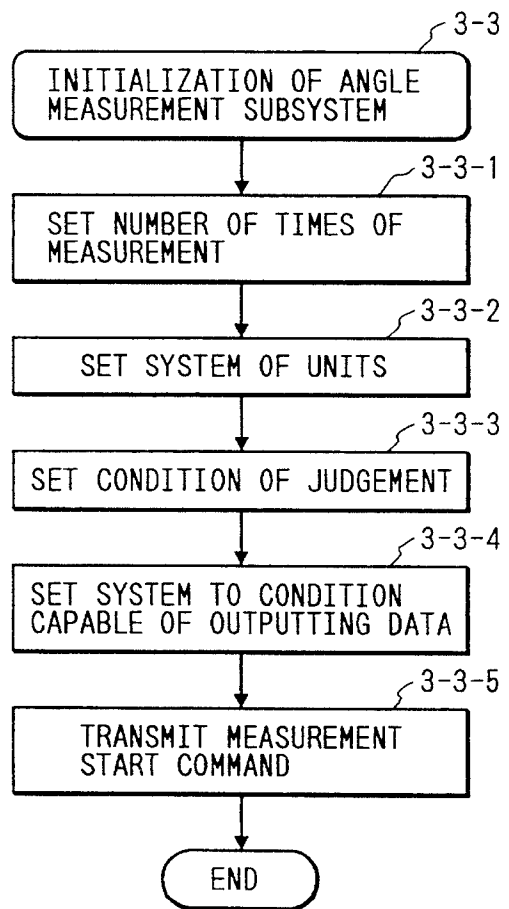 3-3
INITIALIZATION OF ANGLE
MEASUREMENT SUBSYSTEM
3-3-1
SET NUMBER OF TIMES OF
MEASUREMENT
3-3-2
SET SYSTEM OF UNITS
3-3-3
SET CONDITION OF JUDGEMENT
3-3-4
SET SYSTEM TO CONDITION
CAPABLE OF OUTPUTTING DATA
3-3-5
TRANSMIT MEASUREMENT
START COMMAND
END